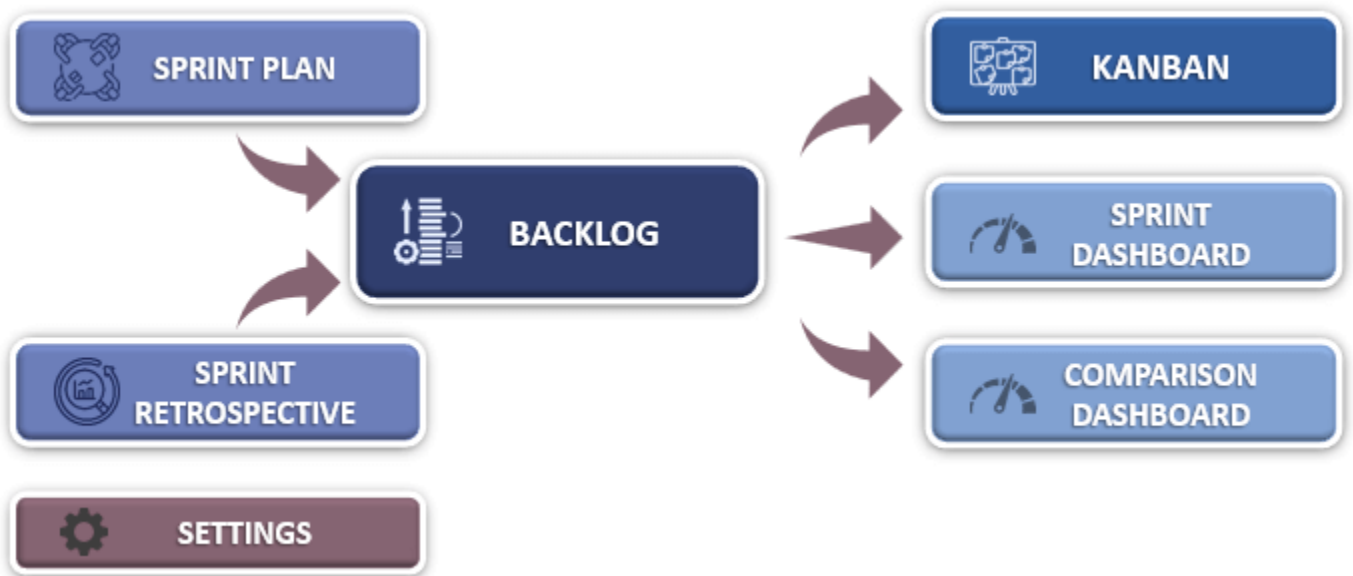 SPRINT PLAN
KANBAN
BACKLOG
SPRINT
DASHBOARD
SPRINT
RETROSPECTIVE
COMPARISON
DASHBOARD
SETTINGS